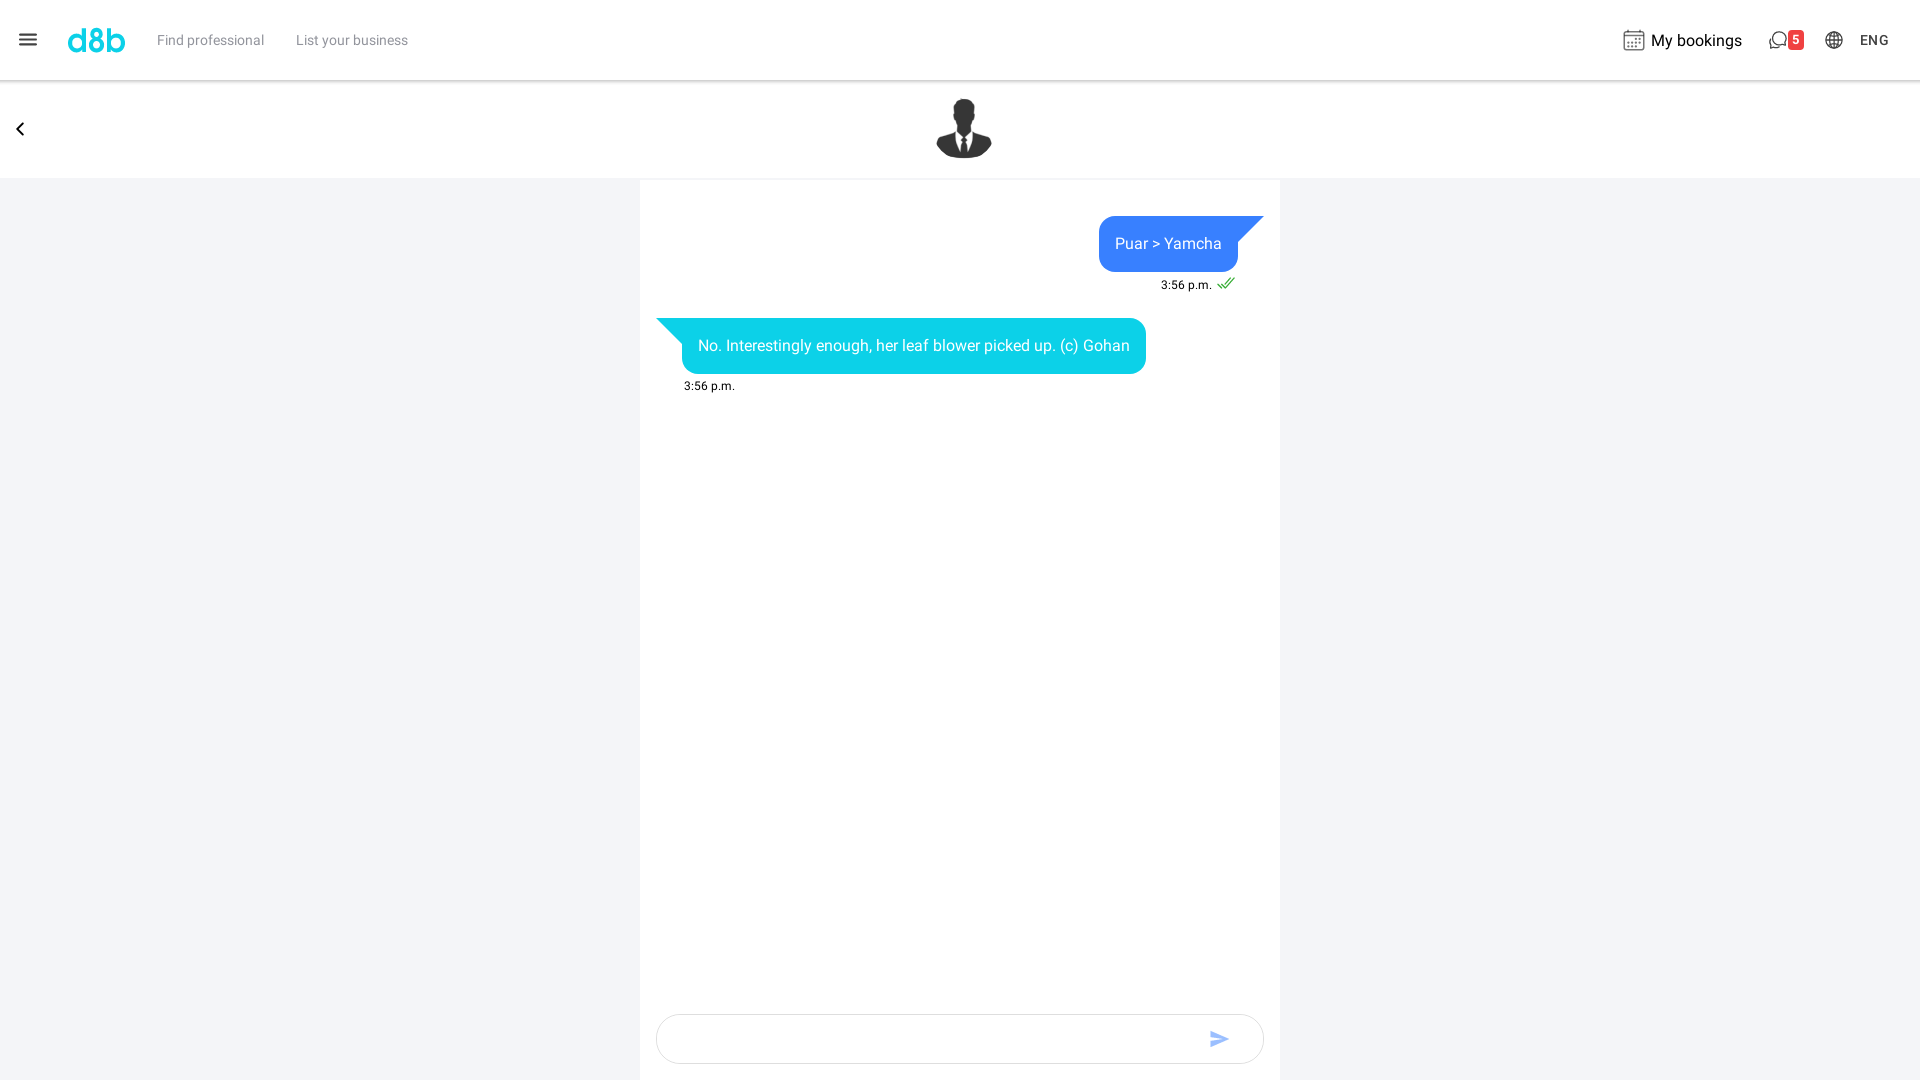 d8b
Find professional
List your business
My bookings
5
ENG
Puar > Yamcha
3:56 p.m.
No. Interestingly enough, her leaf blower picked up. (c) Gohan
3:56 p.m.